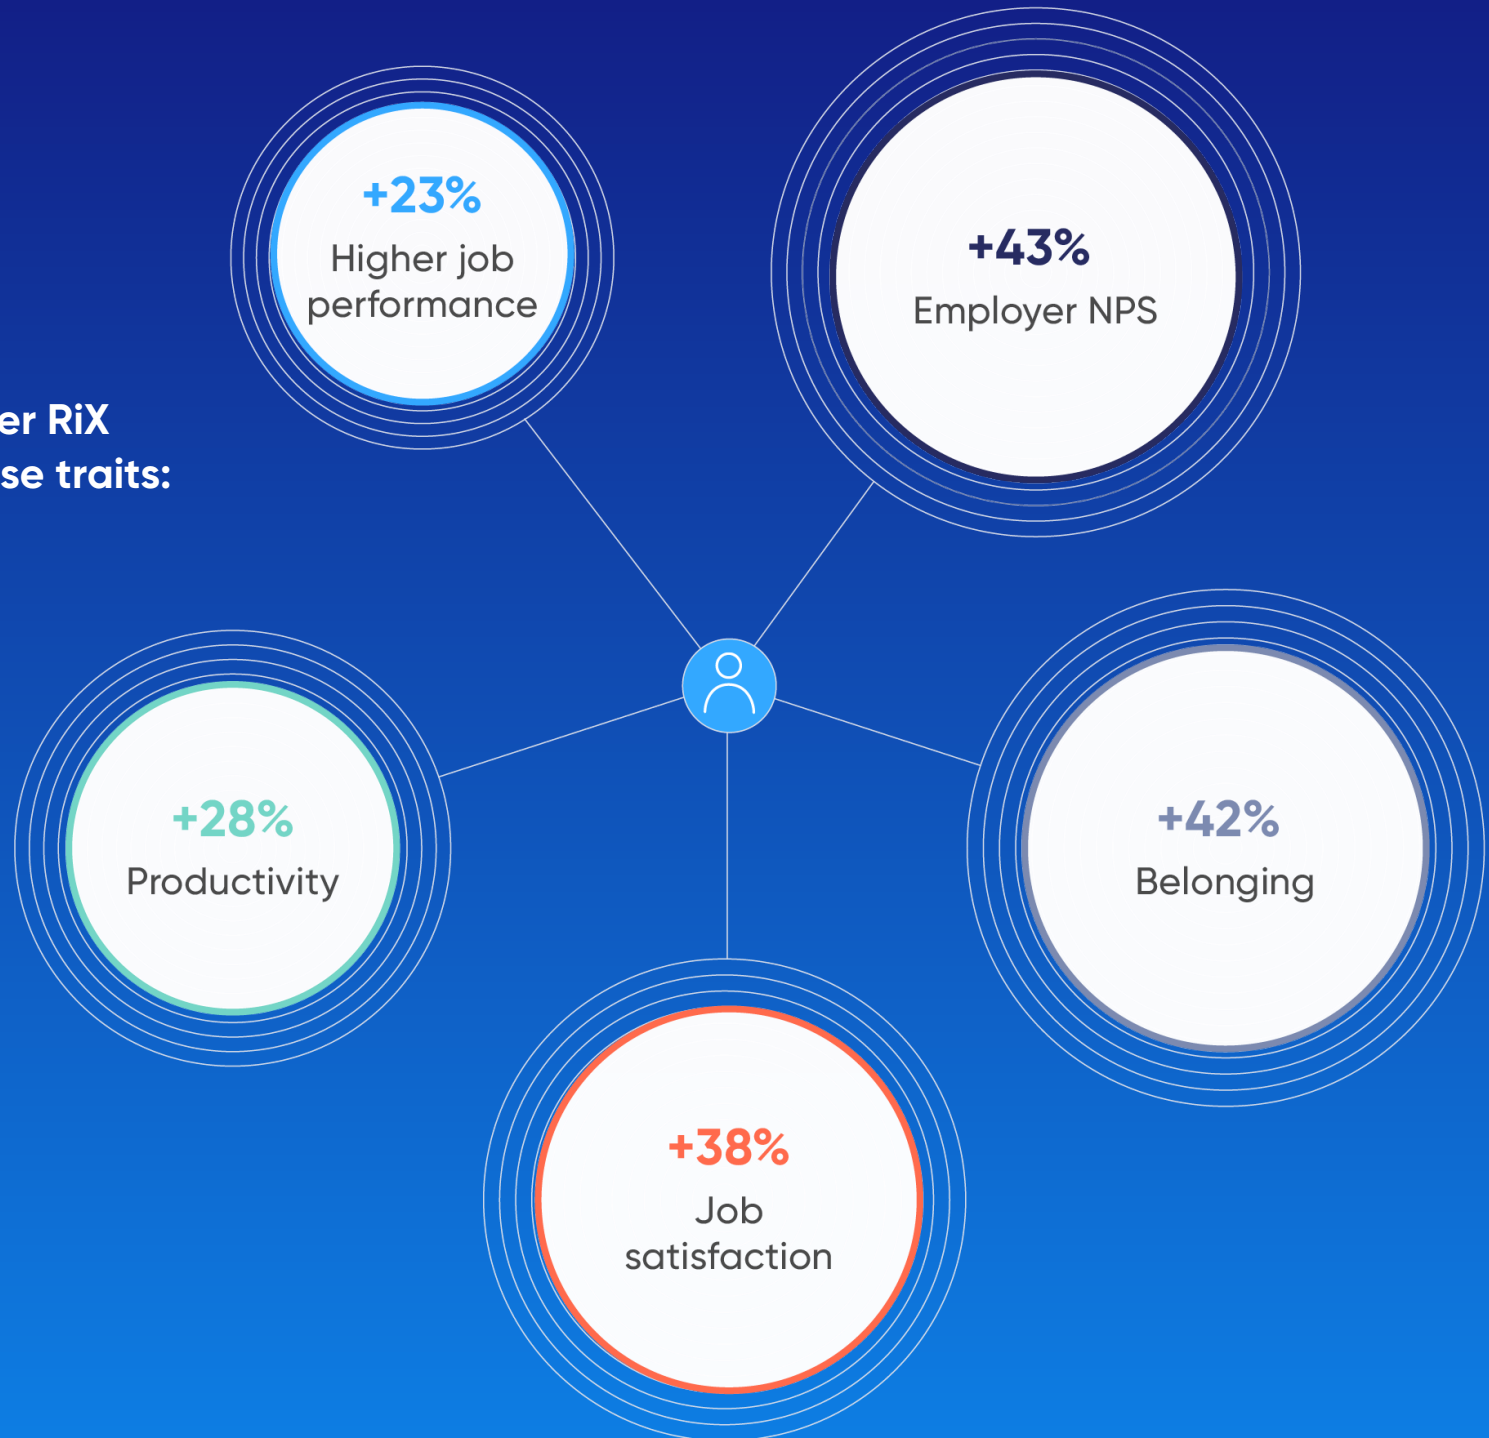 er RiX
se traits:
+23%
Higher job
performance
+43%
Employer NPS
+28%
Productivity
+42%
Belonging
+38%
Job
satisfaction